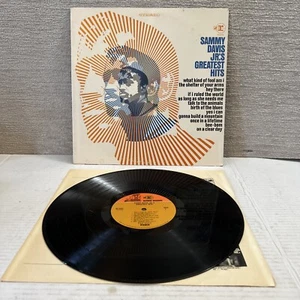 SAMMY
DAVIS
JR.'S
GREATEST
HITS
what kind of fool am i
the shelter of your arms
hey there
if i ruled the world
as long as she needs me
talk to the animals
birth of the blues
yes i can
gonna build a mountain
once in a lifetime
bee-bom
on a clear day